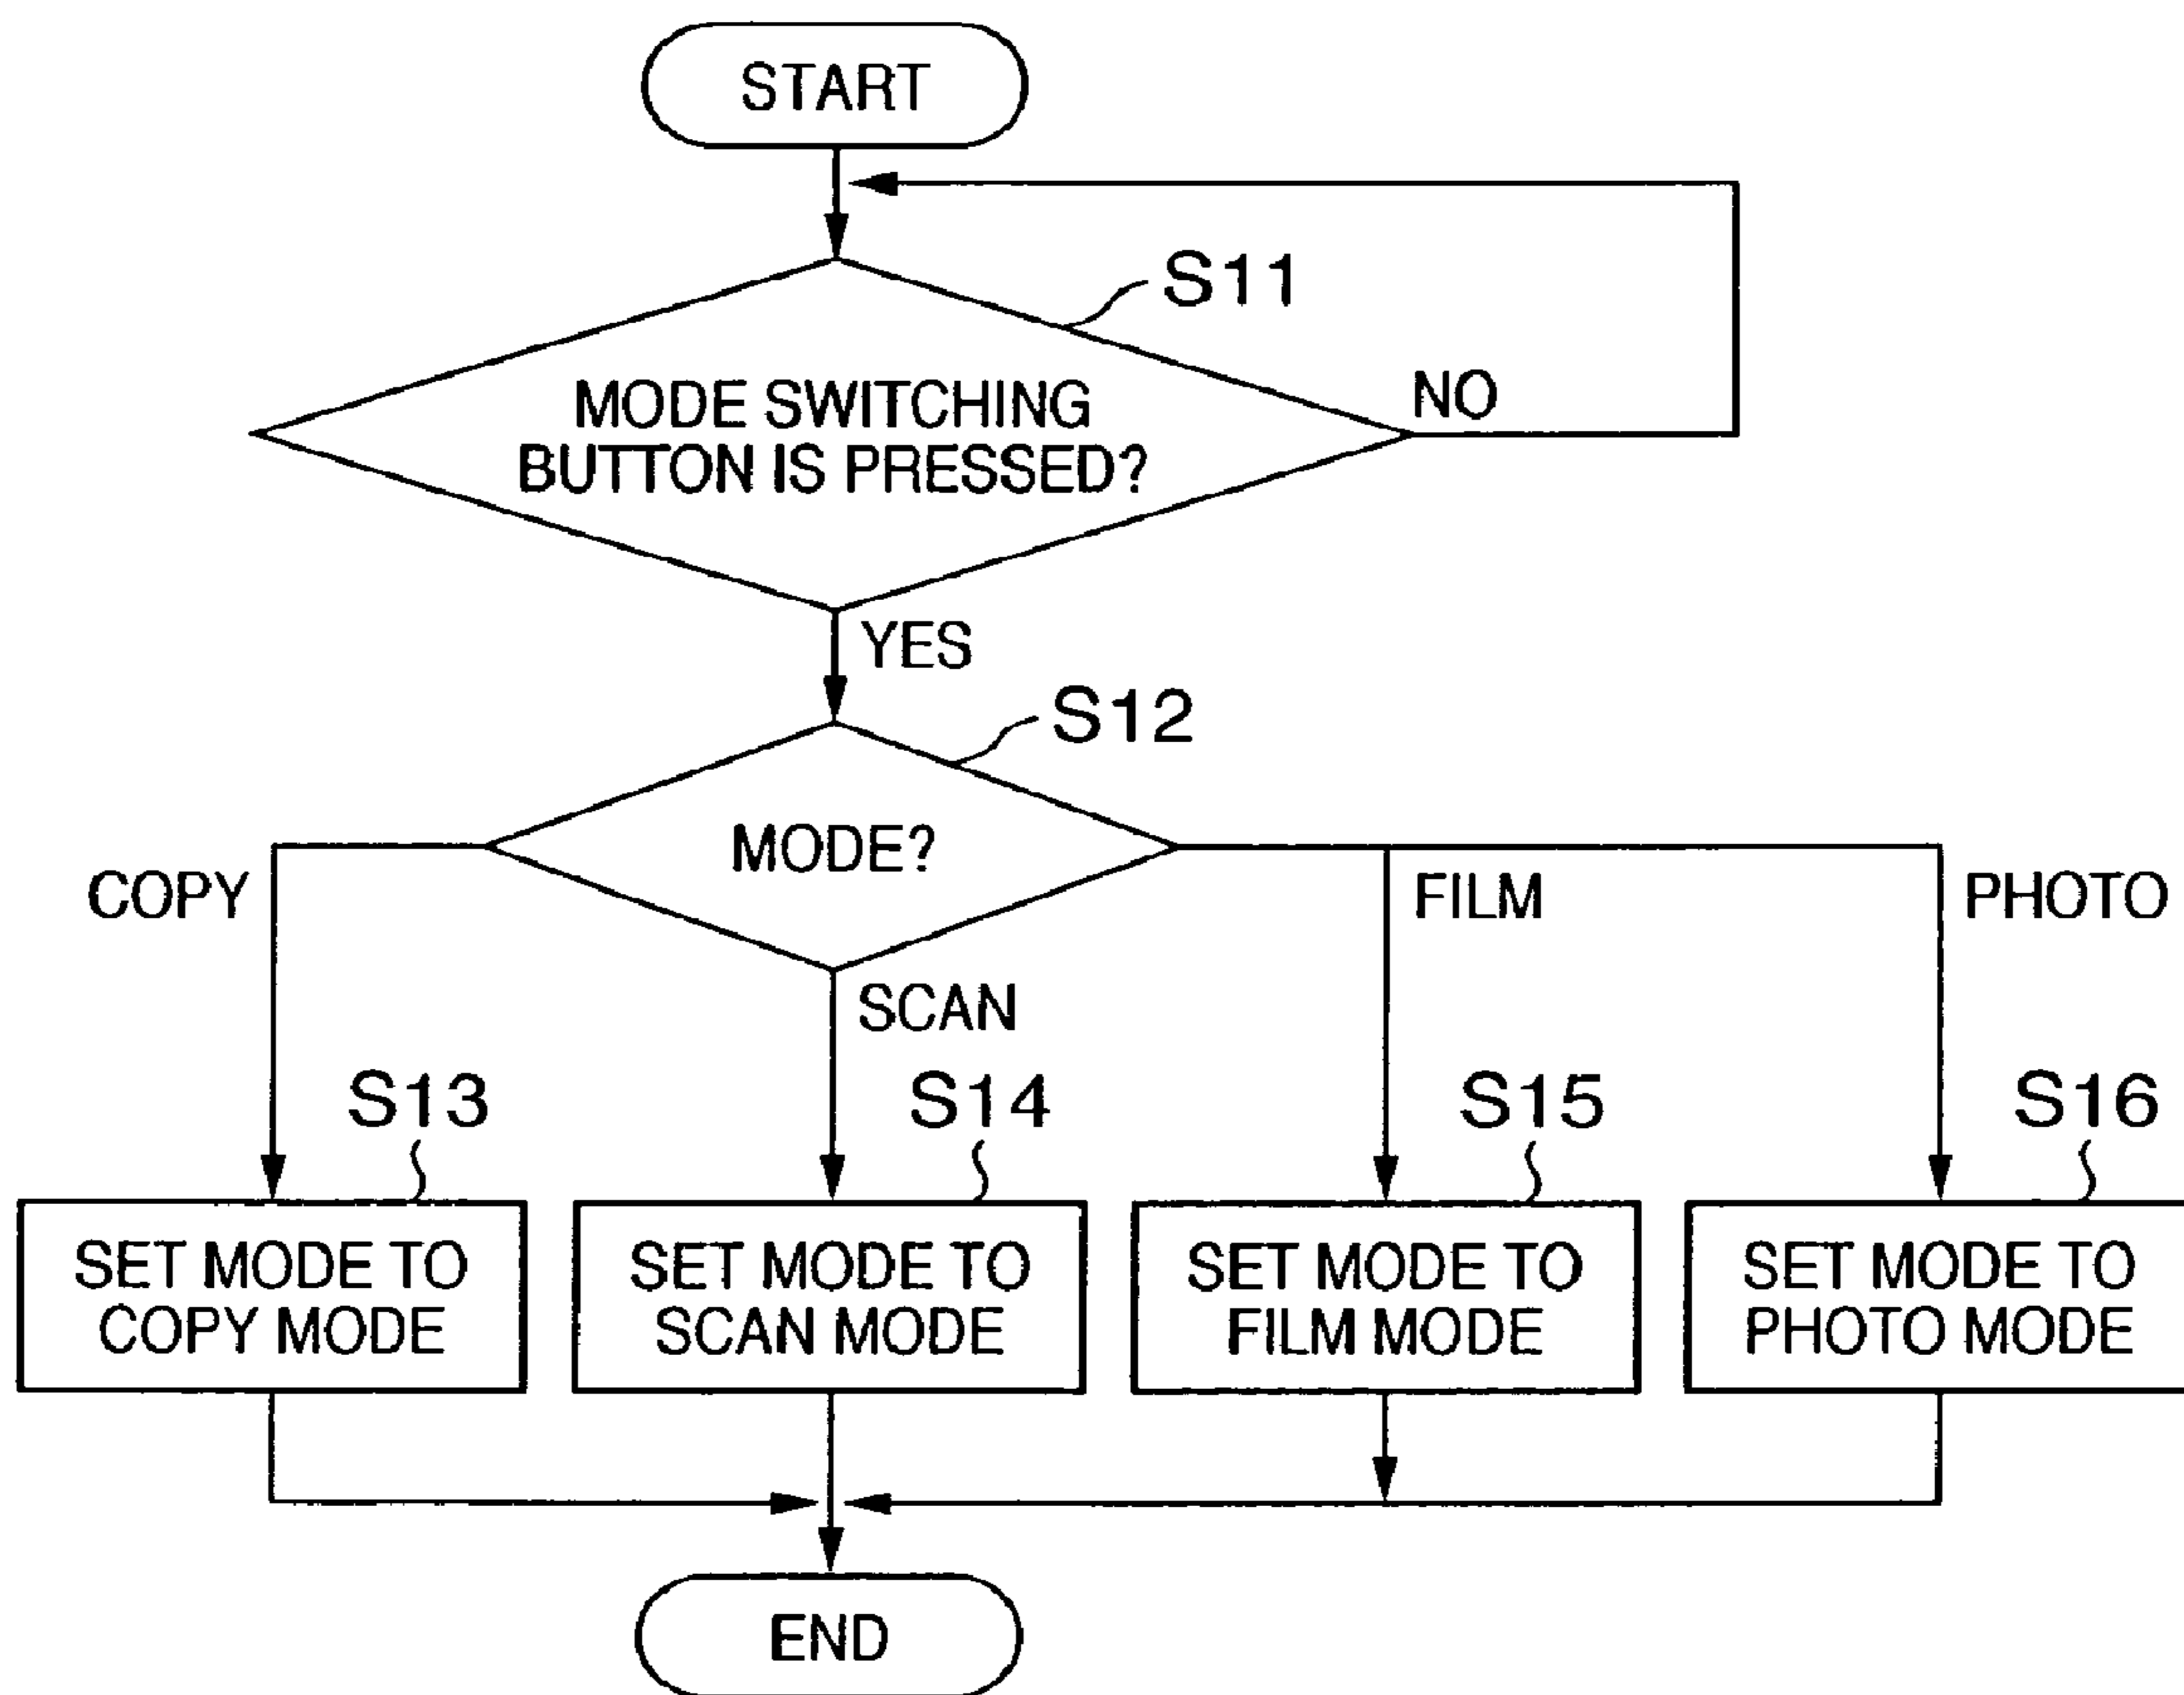 START
S11
MODE SWITCHING
BUTTON IS PRESSED?
NO
YES
S12
MODE?
COPY
FILM
PHOTO
SCAN
S13
S14
S15
S16
SET MODE TO
COPY MODE
SET MODE TO
SCAN MODE
SET MODE TO
FILM MODE
SET MODE TO
PHOTO MODE
END